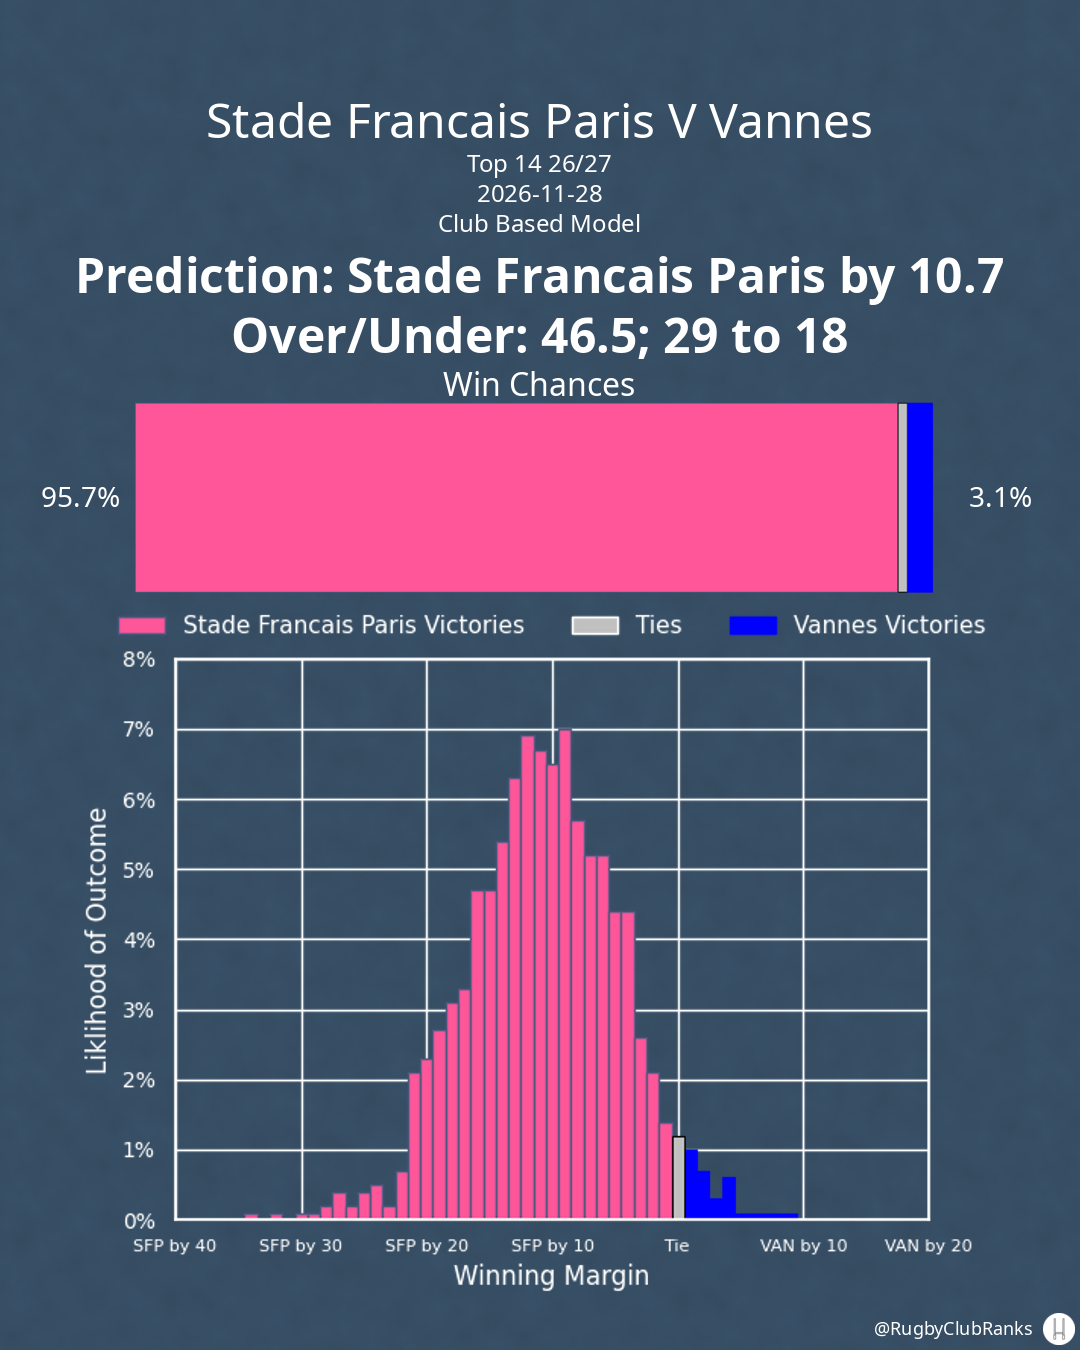 Stade Francais Paris V Vannes
Top 14 26/27
2026-11-28
Club Based Model
Prediction: Stade Francais Paris by 10.7
Over/Under: 46.5; 29 to 18
Win Chances
95.7%
3.1%
Stade Francais Paris Victories
Ties
Vannes Victories
8%
7%
6%
5%
4%
3%
2%
1%
0%
Liklihood of Outcome
SFP by 40
SFP by 30
SFP by 20
SFP by 10
Tie
VAN by 10
VAN by 20
Winning Margin
@RugbyClubRanks